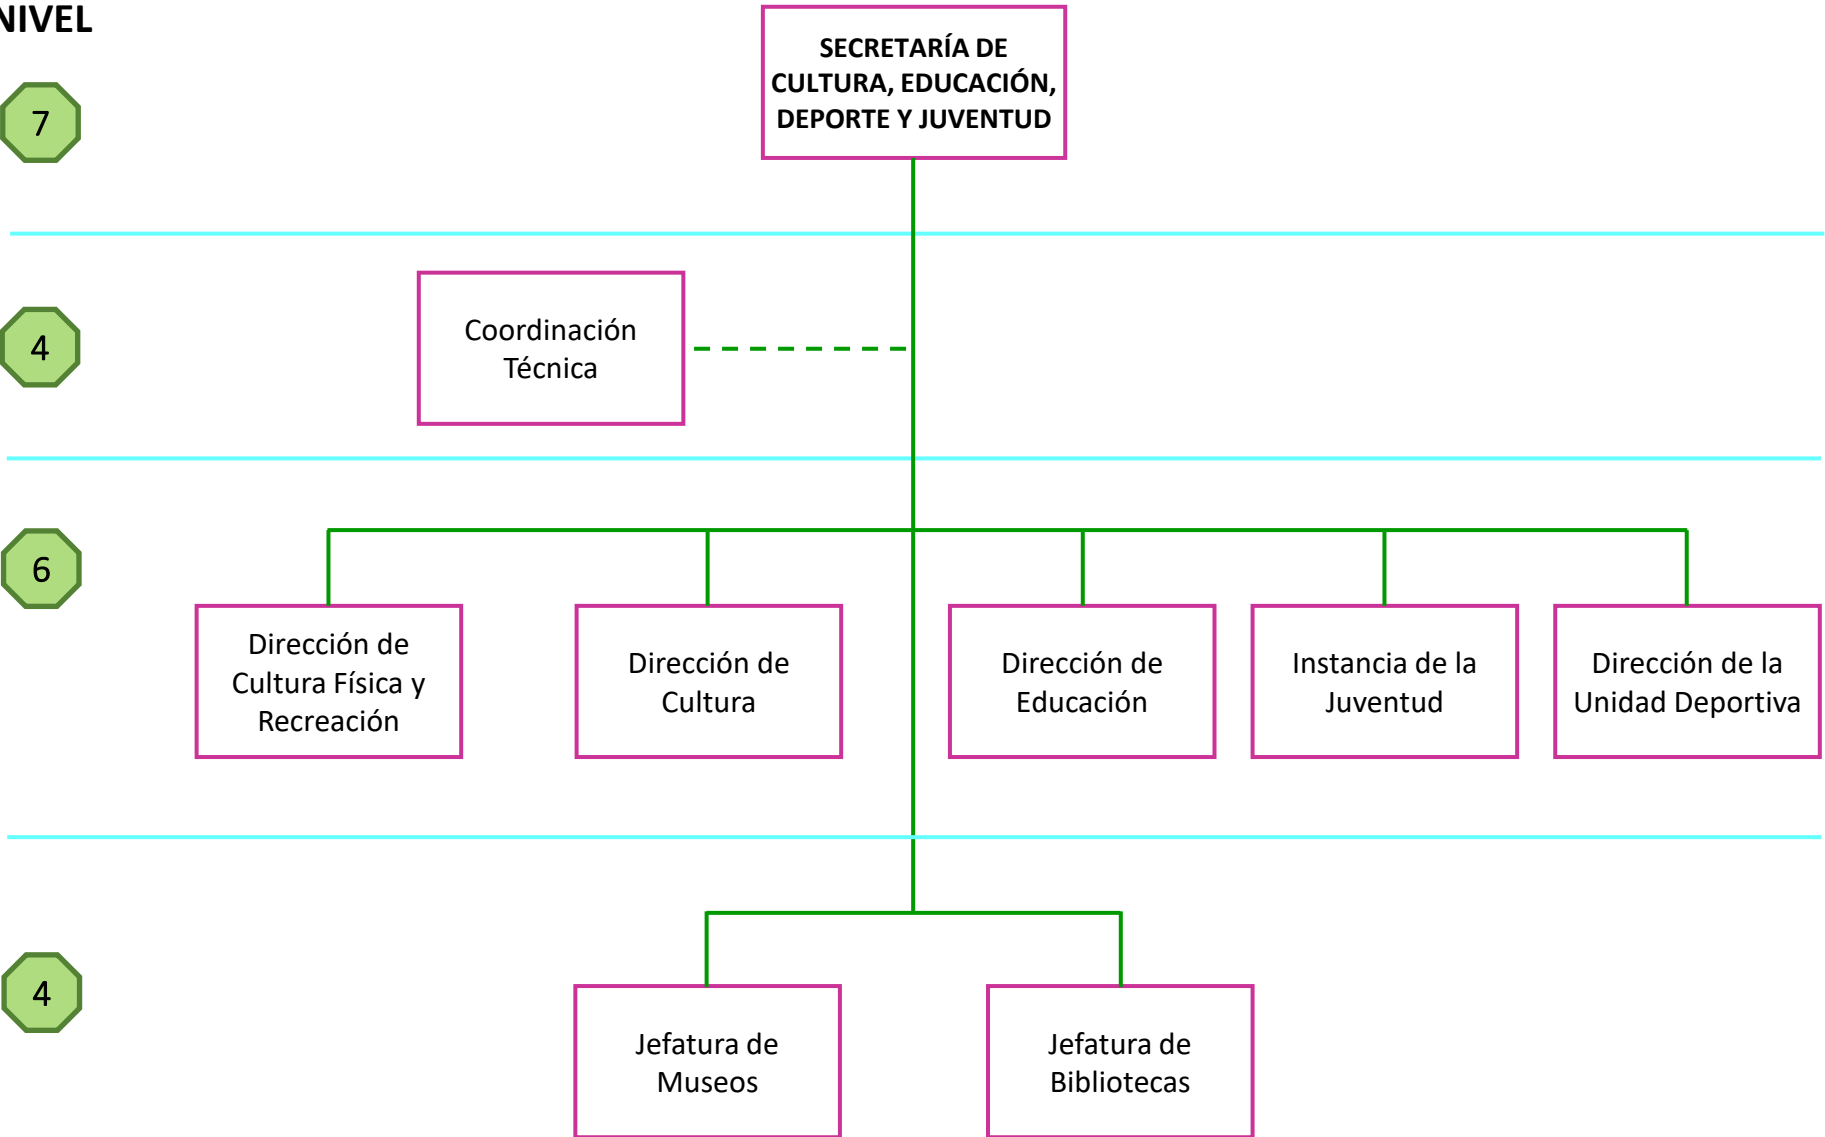 NIVEL
SECRETARÍA DE
CULTURA, EDUCACIÓN,
DEPORTE Y JUVENTUD
7
4
Coordinación
Técnica
6
Dirección de
Cultura Física y
Recreación
Dirección de
Cultura
Dirección de
Educación
Instancia de la
Juventud
Dirección de la
Unidad Deportiva
4
Jefatura de
Museos
Jefatura de
Bibliotecas